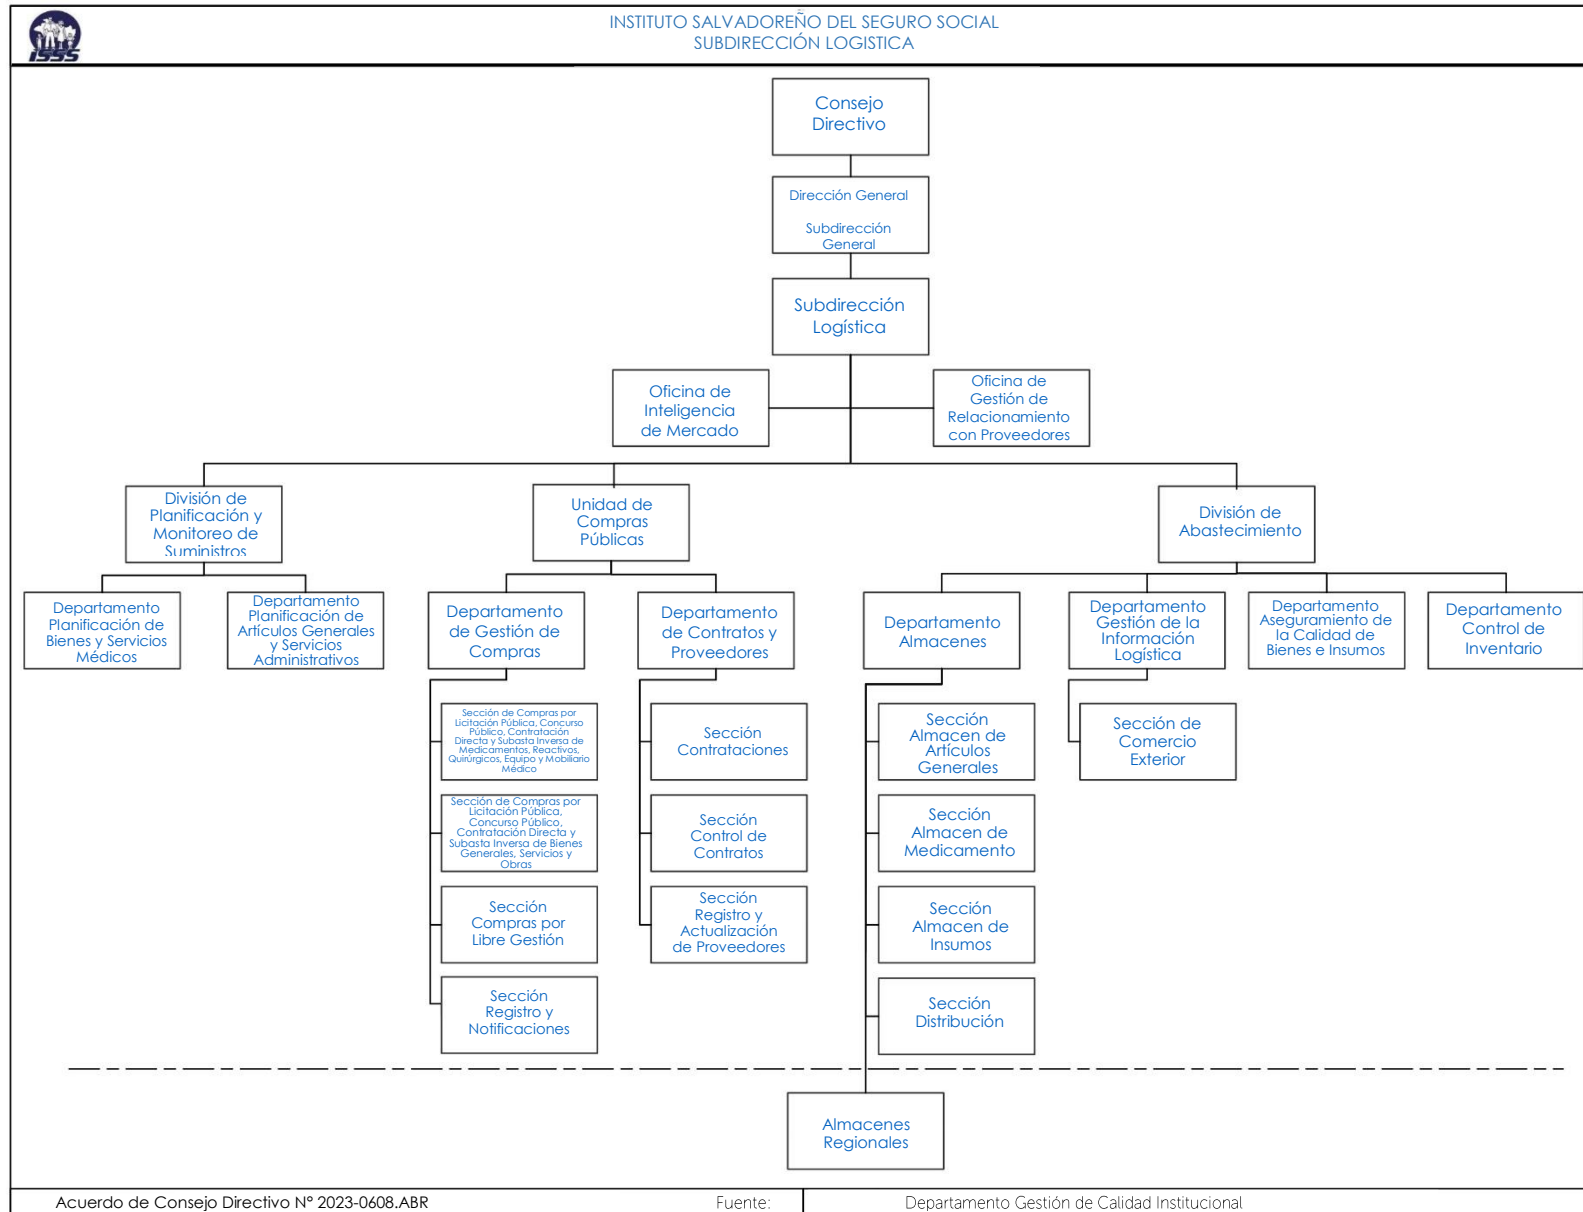 INSTITUTO SALVADOREÑO DEL SEGURO SOCIAL
SUBDIRECCIÓN LOGISTICA
ISSS
Consejo
Directivo
Dirección General
Subdirección
General
Subdirección
Logística
Oficina de
Inteligencia
de Mercado
Oficina de
Gestión de
Relacionamiento
con Proveedores
División de
Planificación y
Monitoreo de
Suministros
Unidad de
Compras
Públicas
División de
Abastecimiento
Departamento
Planificación de
Bienes y Servicios
Médicos
Departamento
Planificación de
Artículos Generales
y Servicios
Administrativos
Departamento
de Gestión de
Compras
Departamento
de Contratos y
Proveedores
Departamento
Almacenes
Departamento
Gestión de la
Información
Logística
Departamento
Aseguramiento de
la Calidad de
Bienes e Insumos
Departamento
Control de
Inventario
Sección de Compras por
Licitación Pública, Concurso
Público, Contratación
Directa y Subasta Inversa de
Medicamentos, Reactivos,
Quirúrgicos, Equipo y Mobiliario
Médico
Sección de Compras por
Licitación Pública,
Concurso Público,
Contratación Directa y
Subasta Inversa de Bienes
Generales, Servicios y
Obras
Sección
Compras por
Libre Gestión
Sección
Registro y
Notificaciones
Sección
Contrataciones
Sección
Control de
Contratos
Sección
Registro y
Actualización
de Proveedores
Sección
Almacen de
Artículos
Generales
Sección
Almacen de
Medicamento
Sección
Almacen de
Insumos
Sección
Distribución
Sección de
Comercio
Exterior
Almacenes
Regionales
Acuerdo de Consejo Directivo N° 2023-0608.ABR
Fuente:
Departamento Gestión de Calidad Institucional